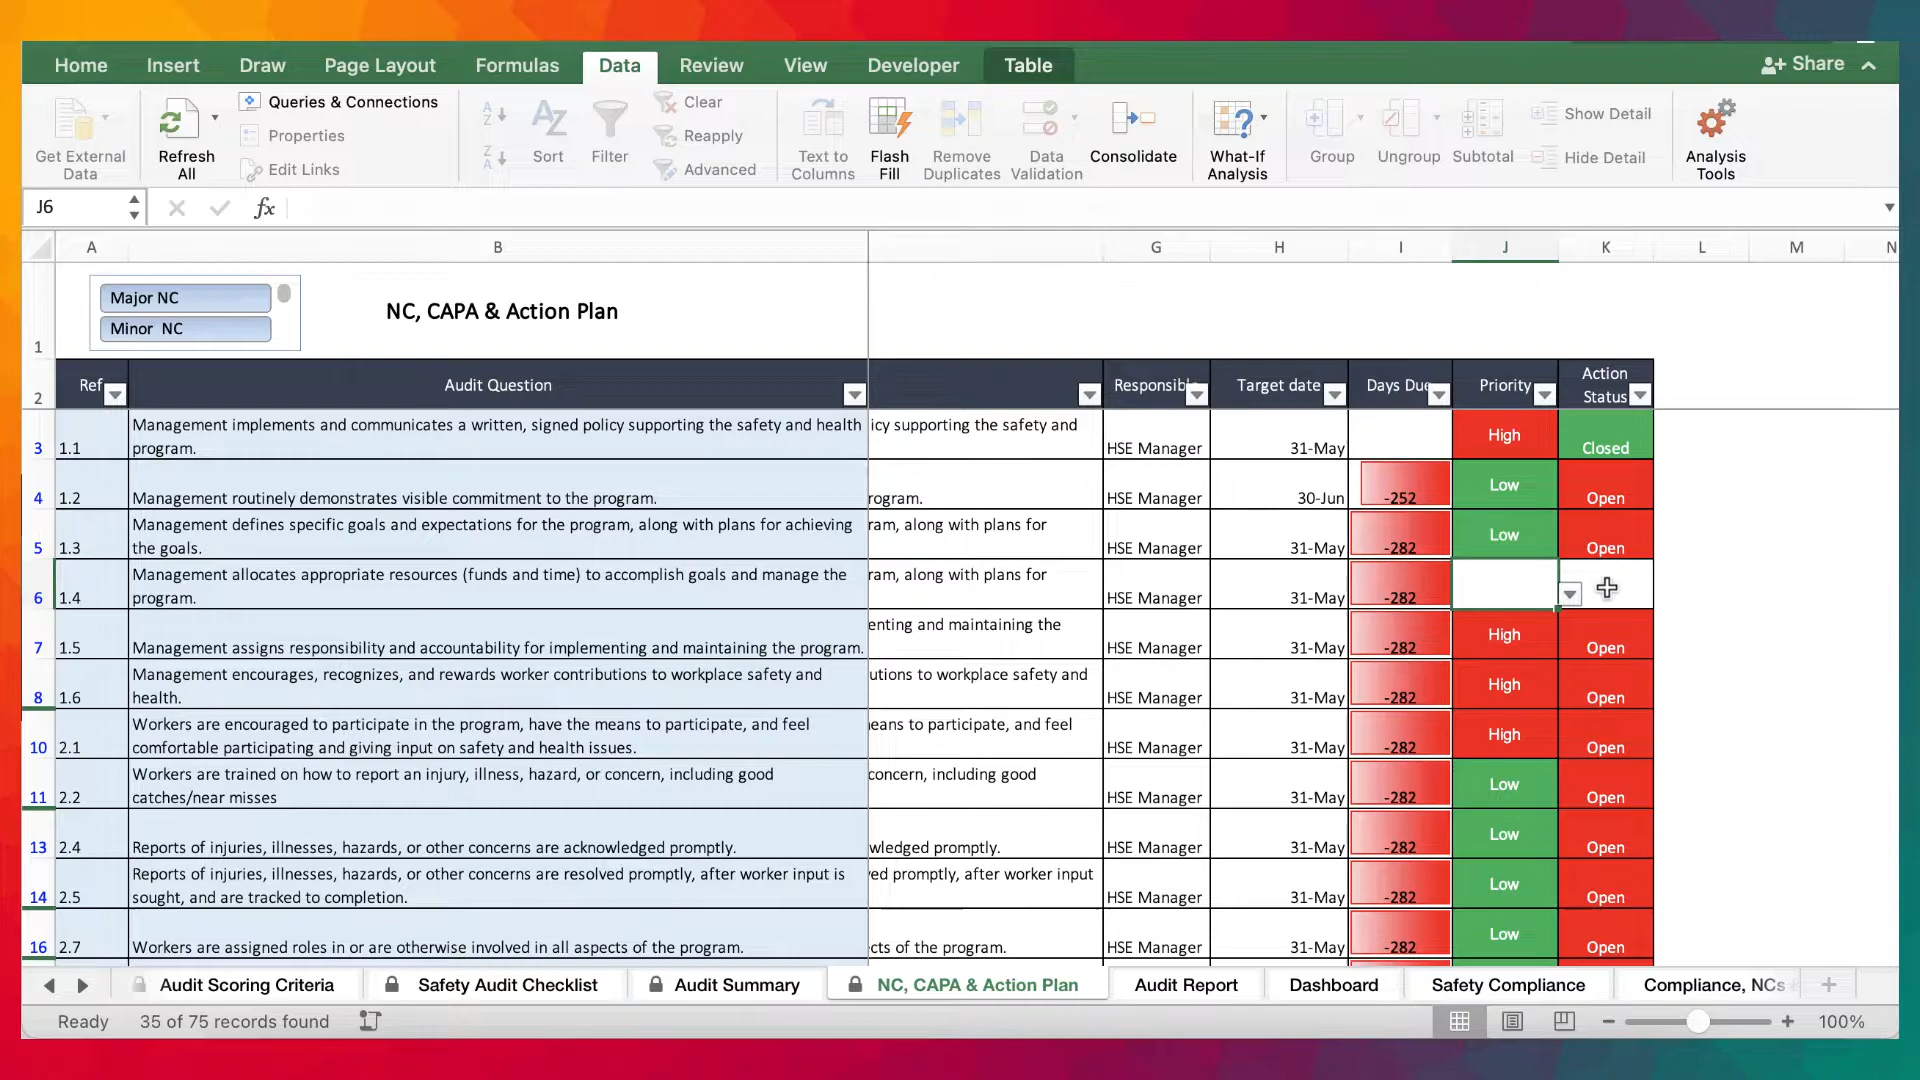 Home Insert Draw Page Layout Formulas Data Review View Developer Table Share
Get External Data
Refresh All
Queries & Connections
Properties
Edit Links
Sort
Filter
Clear
Reapply
Advanced
Text to Columns
Flash Fill
Remove Duplicates
Data Validation
Consolidate
What-If Analysis
Group
Ungroup
Subtotal
Show Detail
Hide Detail
Analysis Tools
J6 fx
A B G H I J K L M N
Major NC
Minor NC
NC, CAPA & Action Plan
1
2 Ref Audit Question Responsibl Target date Days Due Priority Action Status
3 1.1 Management implements and communicates a written, signed policy supporting the safety and health program. icy supporting the safety and HSE Manager 31-May High Closed
4 1.2 Management routinely demonstrates visible commitment to the program. rogram. HSE Manager 30-Jun -252 Low Open
5 1.3 Management defines specific goals and expectations for the program, along with plans for achieving the goals. ram, along with plans for HSE Manager 31-May -282 Low Open
6 1.4 Management allocates appropriate resources (funds and time) to accomplish goals and manage the program. ram, along with plans for HSE Manager 31-May -282
7 1.5 Management assigns responsibility and accountability for implementing and maintaining the program. enting and maintaining the HSE Manager 31-May -282 High Open
8 1.6 Management encourages, recognizes, and rewards worker contributions to workplace safety and health. utions to workplace safety and HSE Manager 31-May -282 High Open
10 2.1 Workers are encouraged to participate in the program, have the means to participate, and feel comfortable participating and giving input on safety and health issues. eans to participate, and feel HSE Manager 31-May -282 High Open
11 2.2 Workers are trained on how to report an injury, illness, hazard, or concern, including good catches/near misses concern, including good HSE Manager 31-May -282 Low Open
13 2.4 Reports of injuries, illnesses, hazards, or other concerns are acknowledged promptly. wledged promptly. HSE Manager 31-May -282 Low Open
14 2.5 Reports of injuries, illnesses, hazards, or other concerns are resolved promptly, after worker input is sought, and are tracked to completion. ed promptly, after worker input HSE Manager 31-May -282 Low Open
16 2.7 Workers are assigned roles in or are otherwise involved in all aspects of the program. cts of the program. HSE Manager 31-May -282 Low Open
Audit Scoring Criteria Safety Audit Checklist Audit Summary NC, CAPA & Action Plan Audit Report Dashboard Safety Compliance Compliance, NCs
Ready 35 of 75 records found 100%